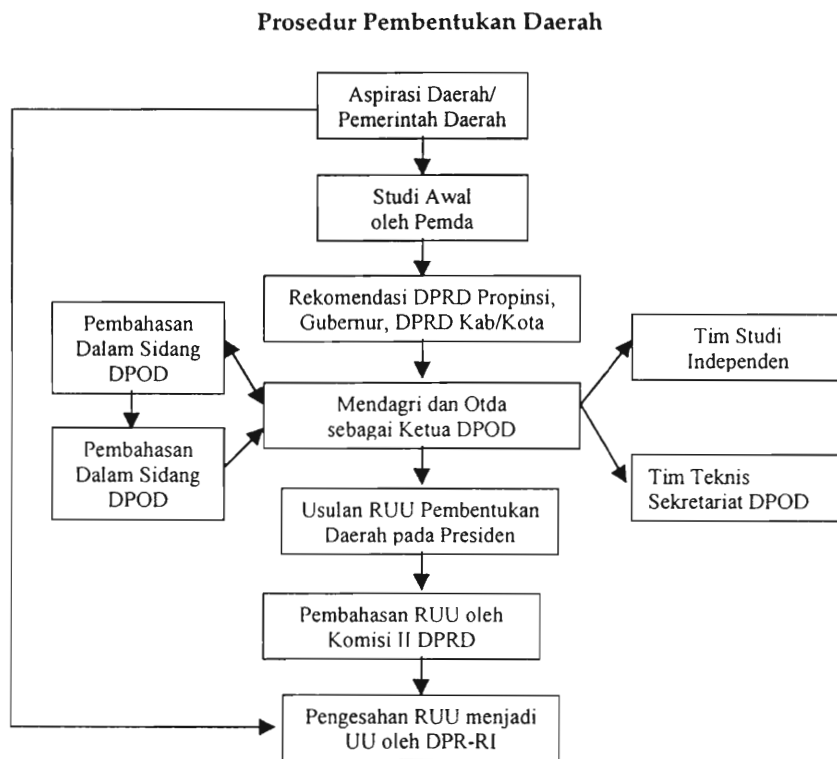 Prosedur Pembentukan Daerah
Aspirasi Daerah/
Pemerintah Daerah
Studi Awal
oleh Pemda
Rekomendasi DPRD Propinsi,
Gubernur, DPRD Kab/Kota
Pembahasan
Dalam Sidang
DPOD
Tim Studi
Independen
Mendagri dan Otda
sebagai Ketua DPOD
Pembahasan
Dalam Sidang
DPOD
Tim Teknis
Sekretariat DPOD
Usulan RUU Pembentukan
Daerah pada Presiden
Pembahasan RUU oleh
Komisi II DPRD
Pengesahan RUU menjadi
UU oleh DPR-RI